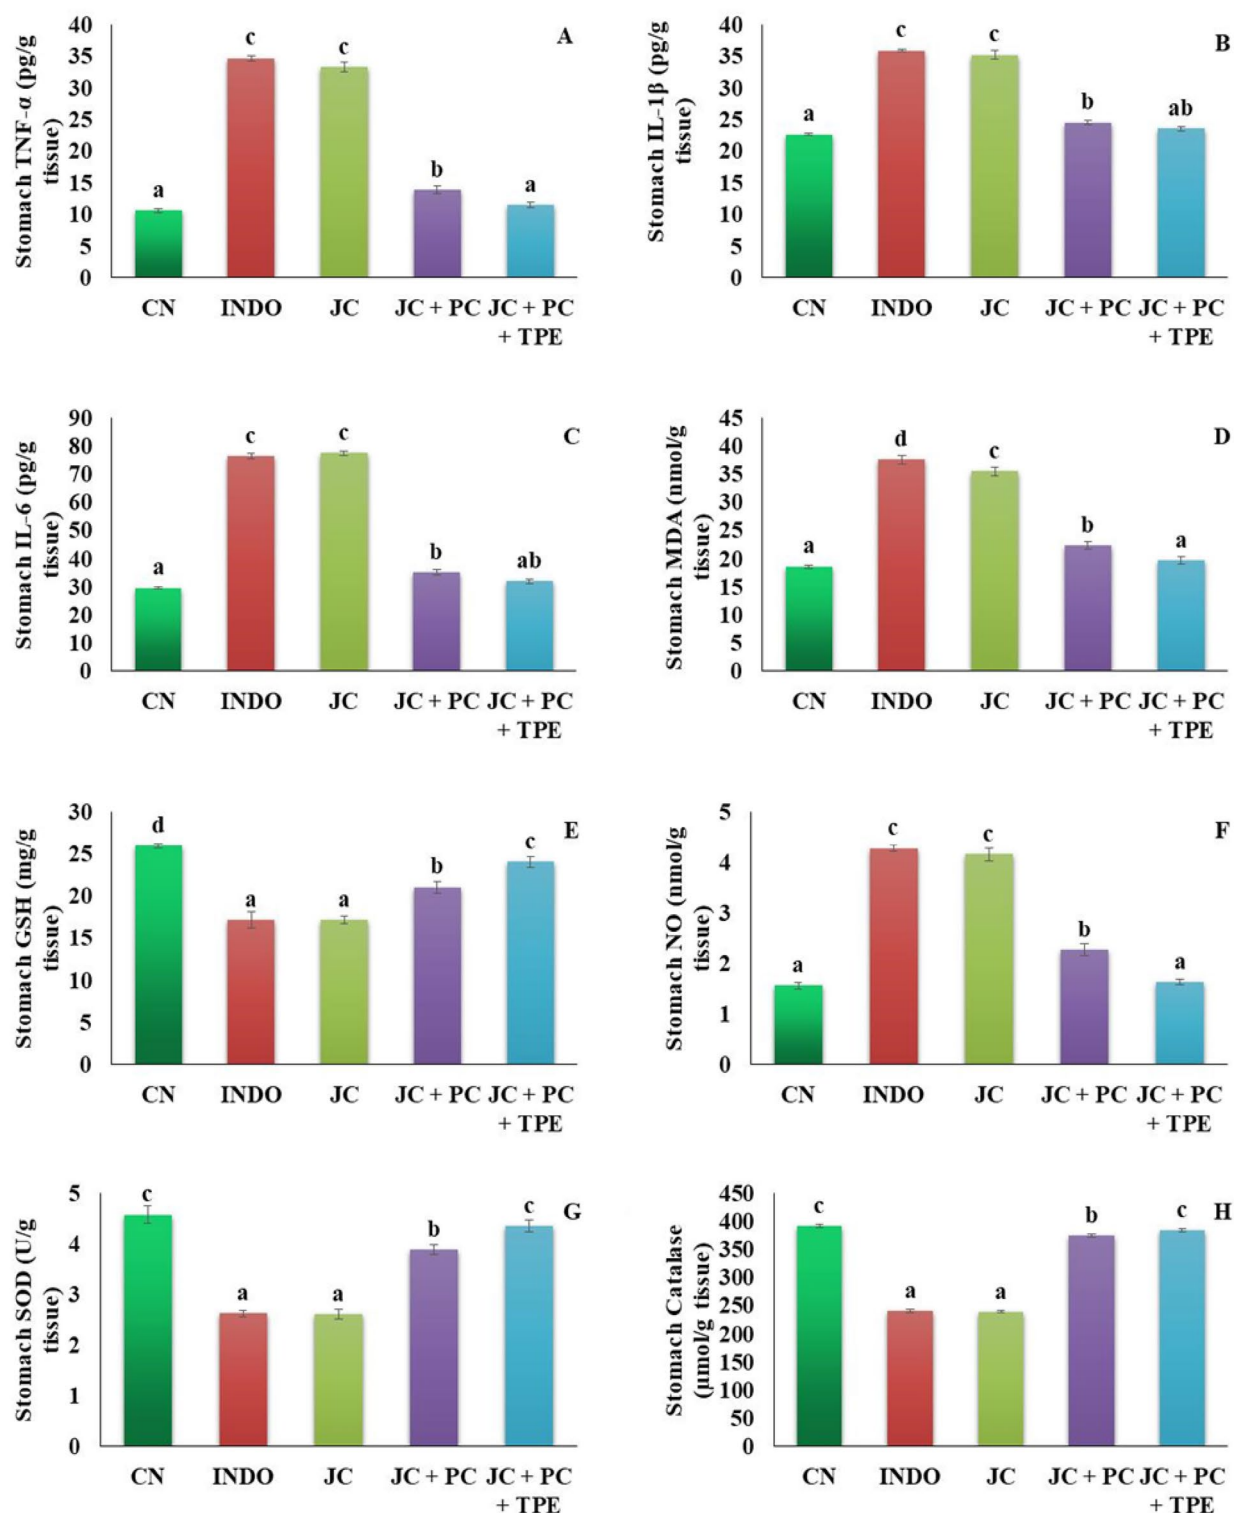 A
Stomach TNF-α (pg/g
tissue)
40
35
30
25
20
15
10
5
0
a
c
c
b
a
CN
INDO
JC
JC + PC
JC + PC
+ TPE
B
Stomach IL-1β (pg/g
tissue)
40
35
30
25
20
15
10
5
0
a
c
c
b
ab
CN
INDO
JC
JC + PC
JC + PC
+ TPE
C
Stomach IL-6 (pg/g
tissue)
90
80
70
60
50
40
30
20
10
0
a
c
c
b
ab
CN
INDO
JC
JC + PC
JC + PC
+ TPE
D
Stomach MDA (nmol/g
tissue)
45
40
35
30
25
20
15
10
5
0
a
d
c
b
a
CN
INDO
JC
JC + PC
JC + PC
+ TPE
E
Stomach GSH (mg/g
tissue)
30
25
20
15
10
5
0
d
a
a
b
c
CN
INDO
JC
JC + PC
JC + PC
+ TPE
F
Stomach NO (nmol/g
tissue)
5
4
3
2
1
0
a
c
c
b
a
CN
INDO
JC
JC + PC
JC + PC
+ TPE
G
Stomach SOD (U/g
tissue)
5
4
3
2
1
0
c
a
a
b
c
CN
INDO
JC
JC + PC
JC + PC
+ TPE
H
Stomach Catalase
(µmol/g tissue)
450
400
350
300
250
200
150
100
50
0
c
a
a
b
c
CN
INDO
JC
JC + PC
JC + PC
+ TPE